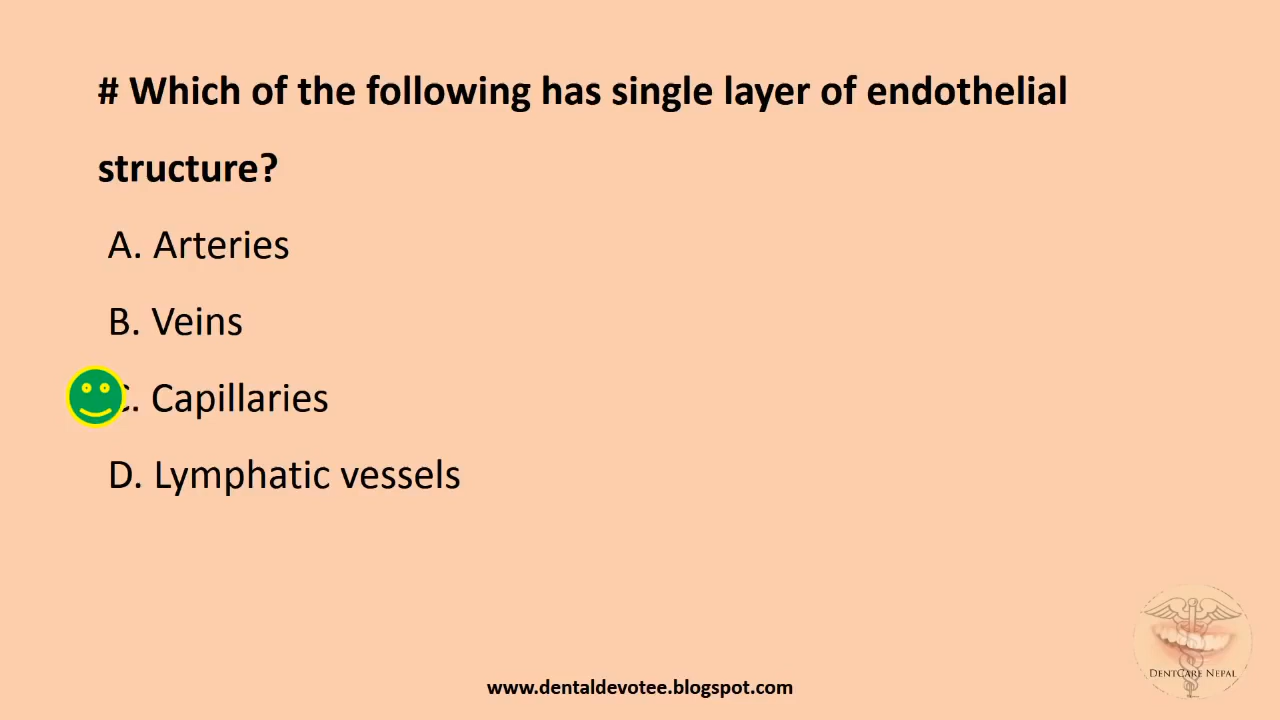 # Which of the following has single layer of endothelial
structure?
A. Arteries
B. Veins
C. Capillaries
D. Lymphatic vessels
DentCare Nepal
www.dentaldevotee.blogspot.com